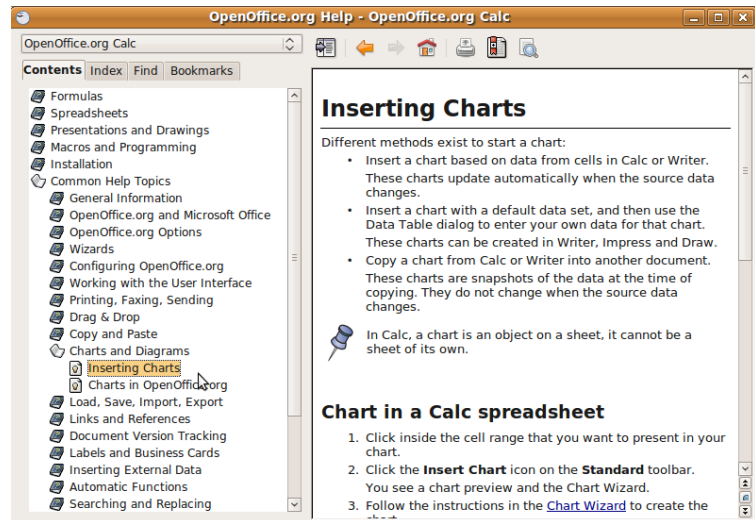 OpenOffice.org Help - OpenOffice.org Calc
OpenOffice.org Calc
Contents Index Find Bookmarks
Formulas
Spreadsheets
Presentations and Drawings
Macros and Programming
Installation
Common Help Topics
General Information
OpenOffice.org and Microsoft Office
OpenOffice.org Options
Wizards
Configuring OpenOffice.org
Working with the User Interface
Printing, Faxing, Sending
Drag & Drop
Copy and Paste
Charts and Diagrams
Inserting Charts
Charts in OpenOffice.org
Load, Save, Import, Export
Links and References
Document Version Tracking
Labels and Business Cards
Inserting External Data
Automatic Functions
Searching and Replacing
Inserting Charts
Different methods exist to start a chart:
• Insert a chart based on data from cells in Calc or Writer.
These charts update automatically when the source data
changes.
• Insert a chart with a default data set, and then use the
Data Table dialog to enter your own data for that chart.
These charts can be created in Writer, Impress and Draw.
• Copy a chart from Calc or Writer into another document.
These charts are snapshots of the data at the time of
copying. They do not change when the source data
changes.
In Calc, a chart is an object on a sheet, it cannot be a
sheet of its own.
Chart in a Calc spreadsheet
1. Click inside the cell range that you want to present in your
chart.
2. Click the Insert Chart icon on the Standard toolbar.
You see a chart preview and the Chart Wizard.
3. Follow the instructions in the Chart Wizard to create the
chart